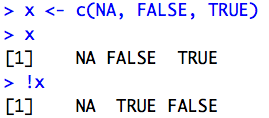 > x <- c(NA, FALSE, TRUE)
> x
[1]    NA FALSE  TRUE
> !x
[1]    NA  TRUE FALSE